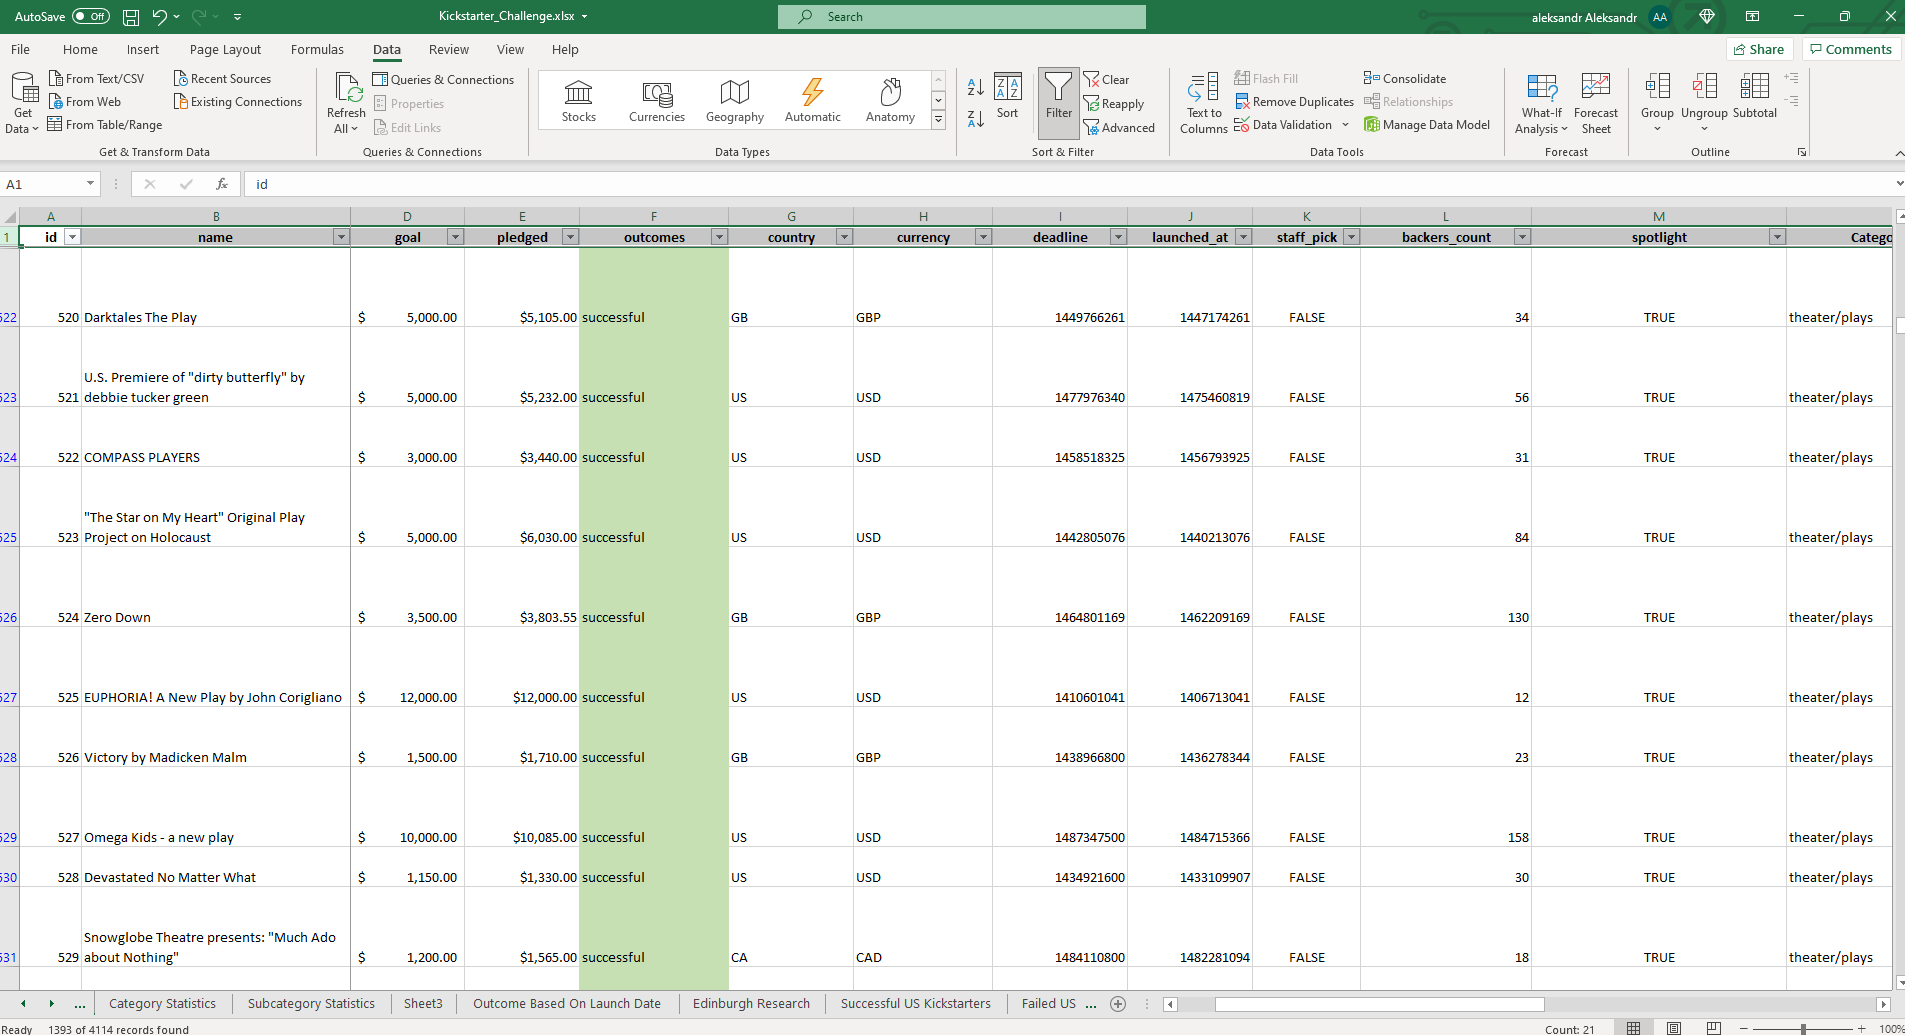 AutoSave Off Kickstarter_Challenge.xlsx Search aleksandr Aleksandr AA
File Home Insert Page Layout Formulas Data Review View Help Share Comments
Get Data From Text/CSV From Web From Table/Range Recent Sources Existing Connections
Get & Transform Data
Refresh All Queries & Connections Properties Edit Links
Queries & Connections
Stocks Currencies Geography Automatic Anatomy
Data Types
Sort Filter Clear Reapply Advanced
Sort & Filter
Text to Columns Flash Fill Remove Duplicates Data Validation Consolidate Relationships Manage Data Model
Data Tools
What-If Analysis Forecast Sheet
Forecast
Group Ungroup Subtotal
Outline
A1 fx id
A B D E F G H I J K L M
1 id name goal pledged outcomes country currency deadline launched_at staff_pick backers_count spotlight Catego
522 520 Darktales The Play $ 5,000.00 $5,105.00 successful GB GBP 1449766261 1447174261 FALSE 34 TRUE theater/plays
U.S. Premiere of "dirty butterfly" by
523 521 debbie tucker green $ 5,000.00 $5,232.00 successful US USD 1477976340 1475460819 FALSE 56 TRUE theater/plays
524 522 COMPASS PLAYERS $ 3,000.00 $3,440.00 successful US USD 1458518325 1456793925 FALSE 31 TRUE theater/plays
"The Star on My Heart" Original Play
525 523 Project on Holocaust $ 5,000.00 $6,030.00 successful US USD 1442805076 1440213076 FALSE 84 TRUE theater/plays
526 524 Zero Down $ 3,500.00 $3,803.55 successful GB GBP 1464801169 1462209169 FALSE 130 TRUE theater/plays
527 525 EUPHORIA! A New Play by John Corigliano $ 12,000.00 $12,000.00 successful US USD 1410601041 1406713041 FALSE 12 TRUE theater/plays
528 526 Victory by Madicken Malm $ 1,500.00 $1,710.00 successful GB GBP 1438966800 1436278344 FALSE 23 TRUE theater/plays
529 527 Omega Kids - a new play $ 10,000.00 $10,085.00 successful US USD 1487347500 1484715366 FALSE 158 TRUE theater/plays
530 528 Devastated No Matter What $ 1,150.00 $1,330.00 successful US USD 1434921600 1433109907 FALSE 30 TRUE theater/plays
Snowglobe Theatre presents: "Much Ado
531 529 about Nothing" $ 1,200.00 $1,565.00 successful CA CAD 1484110800 1482281094 FALSE 18 TRUE theater/plays
... Category Statistics Subcategory Statistics Sheet3 Outcome Based On Launch Date Edinburgh Research Successful US Kickstarters Failed US ...
Ready 1393 of 4114 records found Count: 21 100%